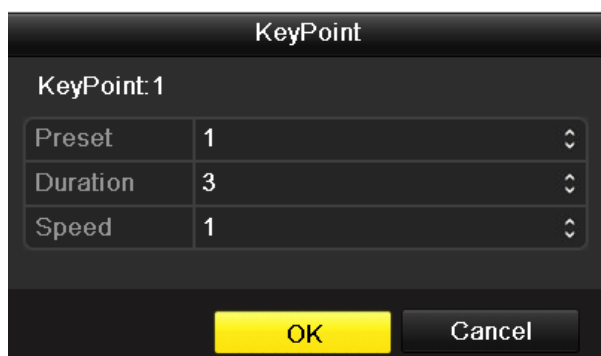 KeyPoint
KeyPoint:1
Preset 1
Duration 3
Speed 1
OK Cancel